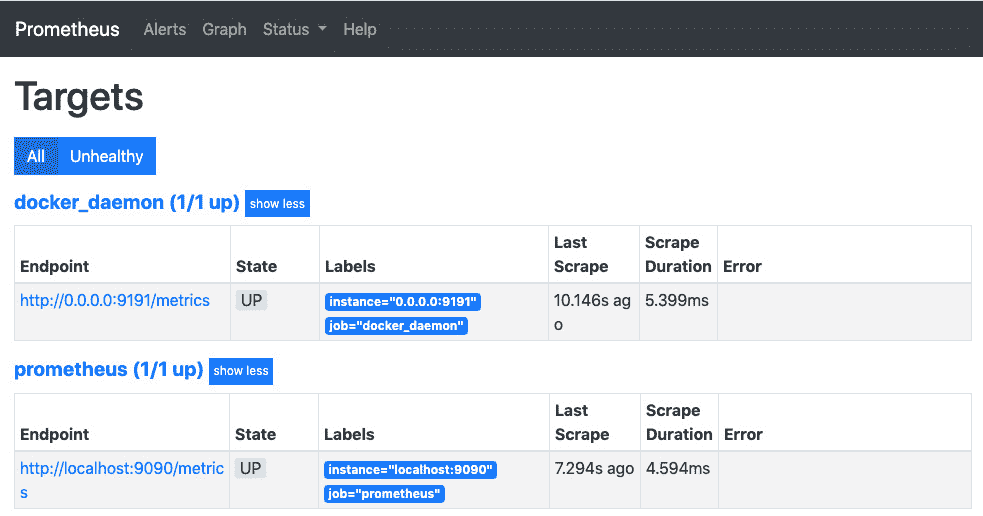 Prometheus Alerts Graph Status Help
Targets
All Unhealthy
docker_daemon (1/1 up) show less
Endpoint State Labels Last Scrape Scrape Duration Error
http://0.0.0.0:9191/metrics UP instance="0.0.0.0:9191" 10.146s ag 5.399ms
job="docker_daemon" o
prometheus (1/1 up) show less
Endpoint State Labels Last Scrape Scrape Duration Error
http://localhost:9090/metric UP instance="localhost:9090" 7.294s ago 4.594ms
s job="prometheus"